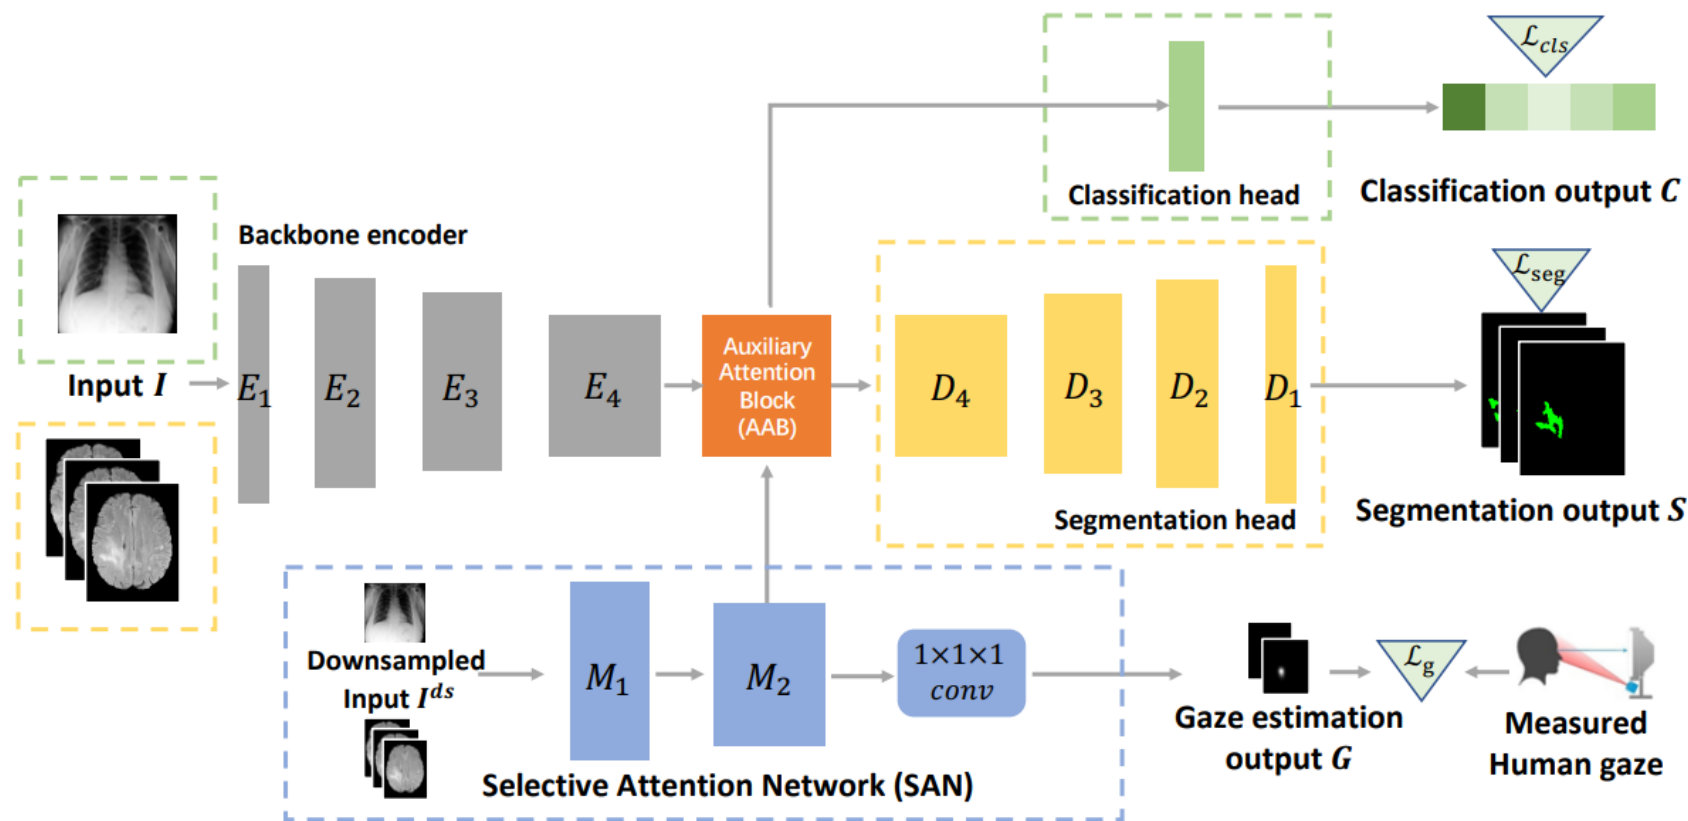 ℒcls
Classification head
Classification output C
Backbone encoder
Input I
E1
E2
E3
E4
Auxiliary
Attention
Block
(AAB)
D4
D3
D2
D1
Segmentation head
ℒseg
Segmentation output S
Downsampled
Input Ids
M1
M2
1×1×1
conv
Selective Attention Network (SAN)
Gaze estimation
output G
ℒg
Measured
Human gaze